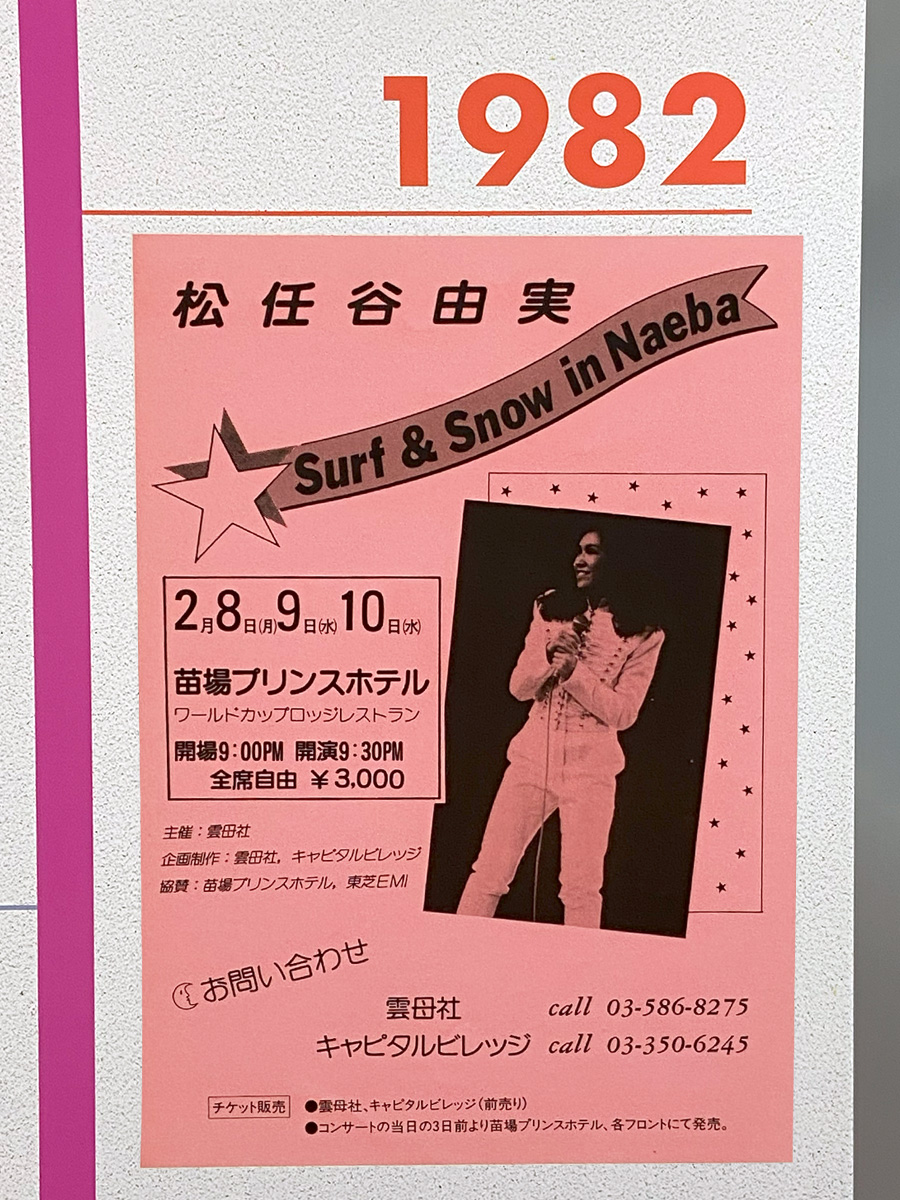 1982
松任谷由実
Surf & Snow in Naeba
2月8日(月)9日(水)10日(水)
苗場プリンスホテル
ワールドカップロッジレストラン
開場9:00PM 開演9:30PM
全席自由 ￥3,000
主催：雲母社
企画制作：雲母社，キャピタルビレッジ
協賛：苗場プリンスホテル，東芝EMI
お問い合わせ
雲母社 call 03-586-8275
キャピタルビレッジ call 03-350-6245
チケット販売 ●雲母社、キャピタルビレッジ(前売り)
●コンサートの当日の3日前より苗場プリンスホテル、各フロントにて発売。